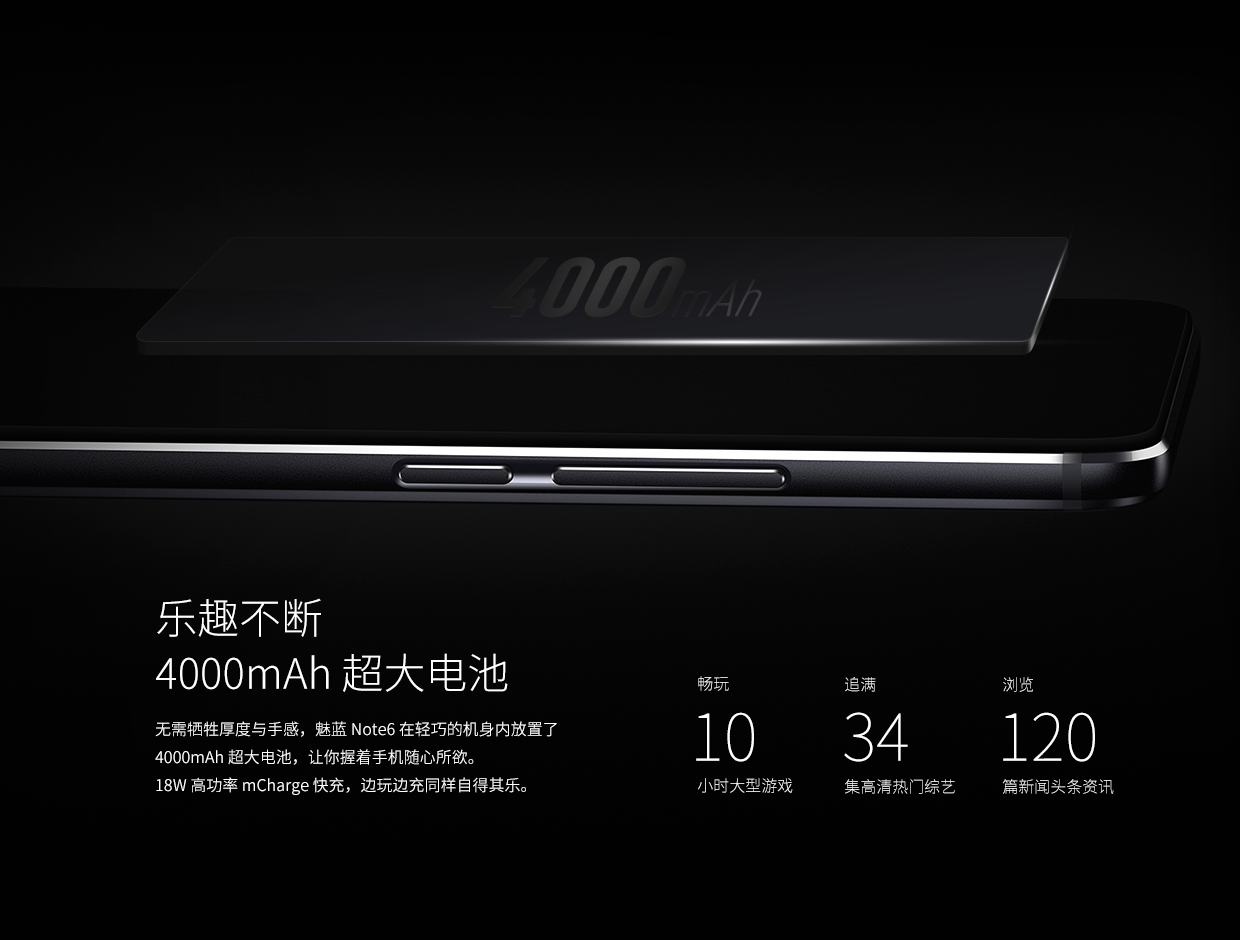 4000mAh
乐趣不断
4000mAh 超大电池
无需牺牲厚度与手感，魅蓝 Note6 在轻巧的机身内放置了
4000mAh 超大电池，让你握着手机随心所欲。
18W 高功率 mCharge 快充，边玩边充同样自得其乐。
畅玩
10
小时大型游戏
追满
34
集高清热门综艺
浏览
120
篇新闻头条资讯